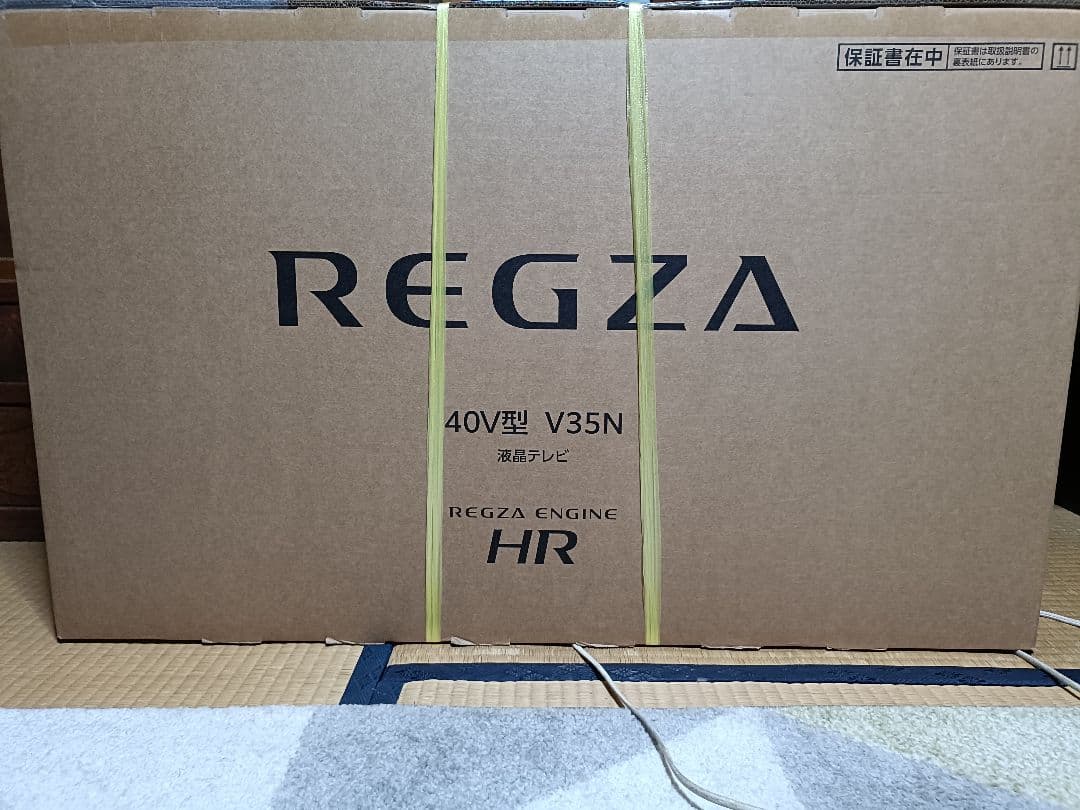 保証書在中
保証書は取扱説明書の
裏表紙にあります。
REGZA
40V型 V35N
液晶テレビ
REGZA ENGINE
HR